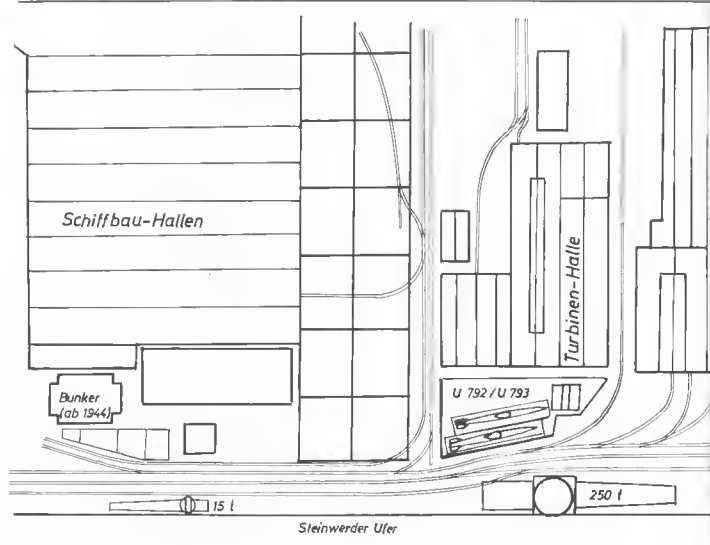 Schiffbau-Hallen
Turbinen-Halle
Bunker
(ab 1944)
U 792 / U 793
15 t
250 t
Steinwerder Ufer